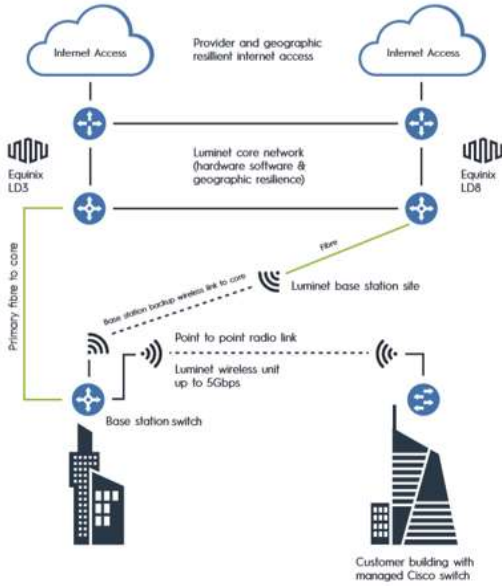 Internet Access
Provider and geographic
resillient internet access
Internet Access
Equinix
LD3
Luminet core network
(hardware software &
geographic resilience)
Equinix
LD8
Primary fibre to core
Fibre
Base station backup wireless link to core
Luminet base station site
Point to point radio link
Luminet wireless unit
up to 5Gbps
Base station switch
Customer building with
managed Cisco switch